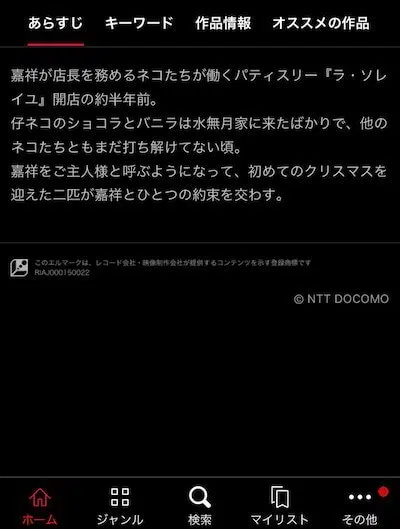 あらすじ キーワード 作品情報 オススメの作品
嘉祥が店長を務めるネコたちが働くパティスリー『ラ・ソレ
イユ』開店の約半年前。
仔ネコのショコラとバニラは水無月家に来たばかりで、他の
ネコたちともまだ打ち解けてない頃。
嘉祥をご主人様と呼ぶようになって、初めてのクリスマスを
迎えた二匹が嘉祥とひとつの約束を交わす。
このエルマークは、レコード会社・映像制作会社が提供するコンテンツを示す登録商標です
RIAJ000150022
© NTT DOCOMO
ホーム ジャンル 検索 マイリスト その他